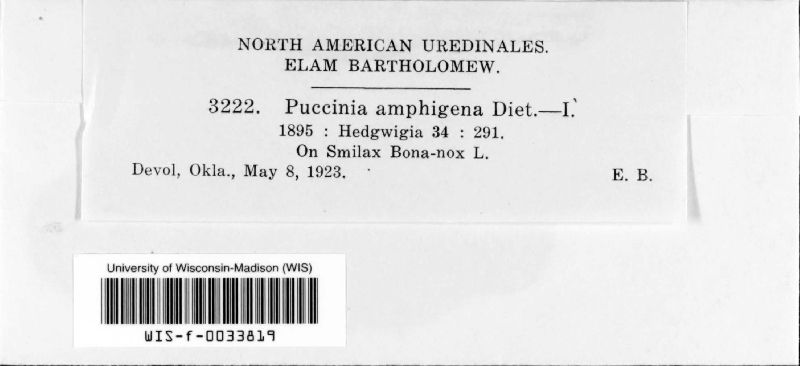 NORTH AMERICAN UREDINALES.
ELAM BARTHOLOMEW.
3222. Puccinia amphigena Diet.—I.
1895 : Hedgwigia 34 : 291.
On Smilax Bona-nox L.
Devol, Okla., May 8, 1923. E. B.
University of Wisconsin-Madison (WIS)
WIS-f-0033819